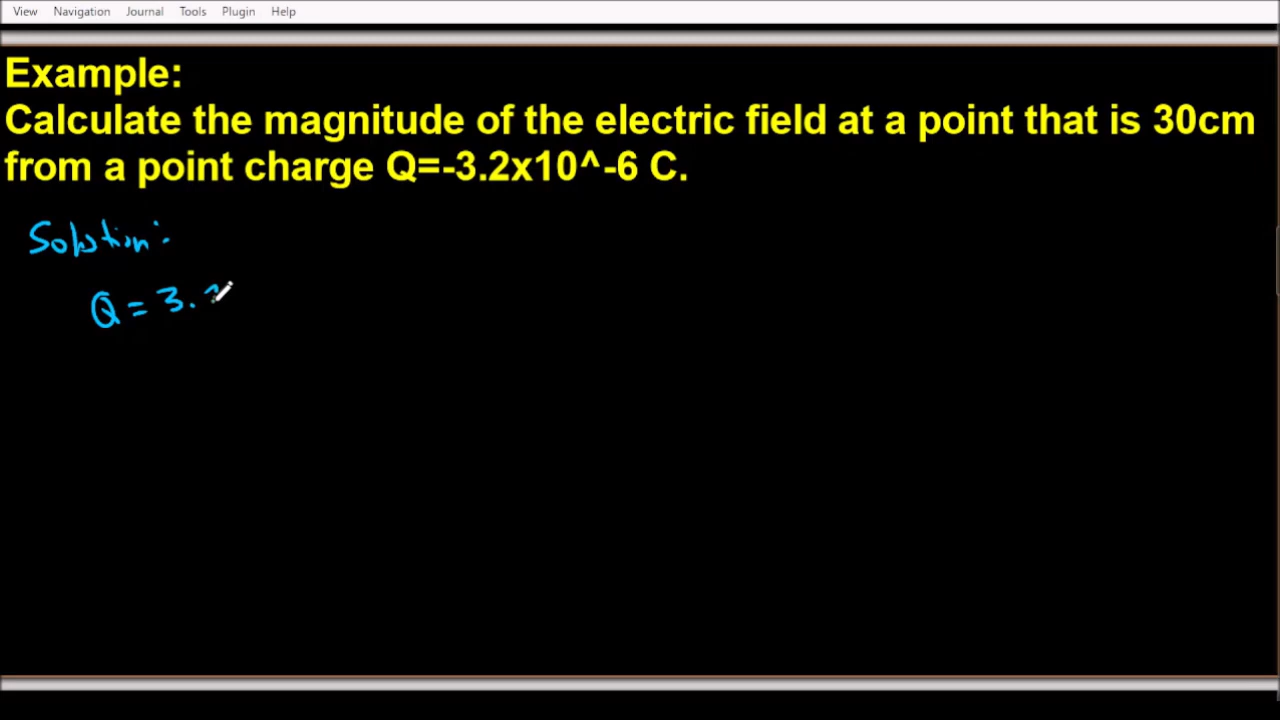 View Navigation Journal Tools Plugin Help
Example:
Calculate the magnitude of the electric field at a point that is 30cm
from a point charge Q=-3.2x10^-6 C.
Solution:
Q = 3.